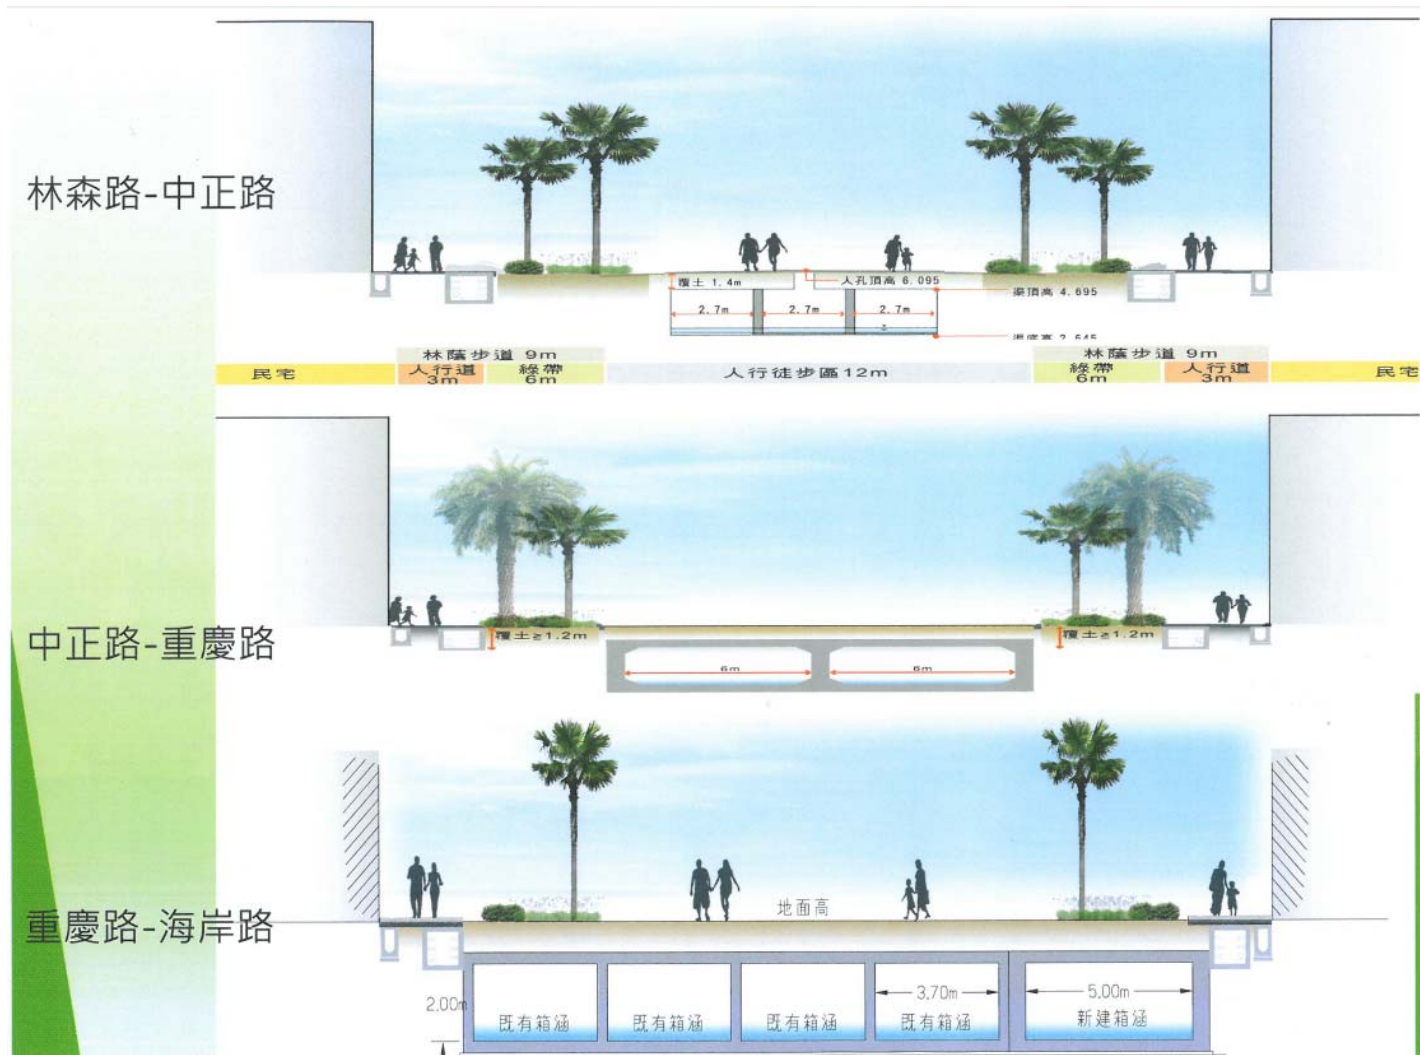 林森路-中正路
覆土 1.4m
人孔頂高 6.095
渠頂高 4.695
2.7m
2.7m
2.7m
渠底高 2.645
林蔭步道 9m
林蔭步道 9m
民宅
人行道
3m
綠帶
6m
人行徒步區12m
綠帶
6m
人行道
3m
民宅
中正路-重慶路
覆土≥1.2m
覆土≥1.2m
6m
6m
重慶路-海岸路
地面高
2.00m
3.70m
5.00m
既有箱涵
既有箱涵
既有箱涵
既有箱涵
新建箱涵